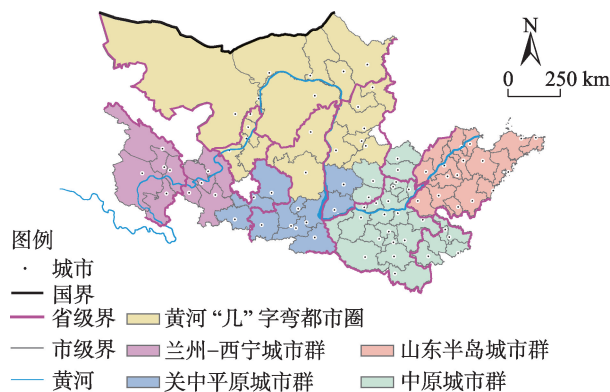 N
0 250 km
图例
城市
国界
省级界 黄河“几”字弯都市圈
市级界 兰州-西宁城市群 山东半岛城市群
黄河 关中平原城市群 中原城市群